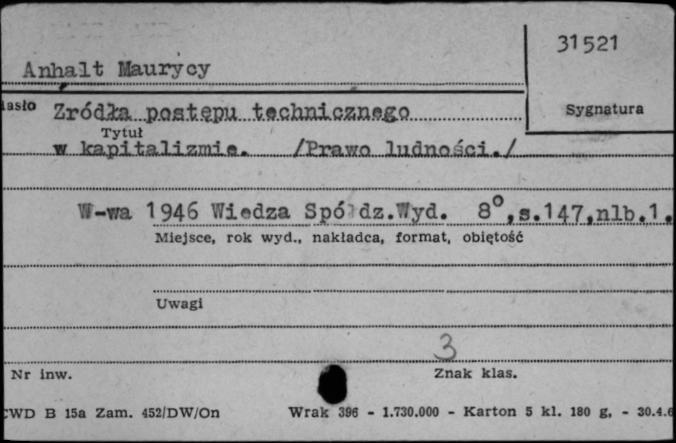 31521
Anhalt Maurycy
Sygnatura
Źródła postępu technicznego
Tytuł
w kapitalizmie. /Prawo ludności./
W-wa 1946 Wiedza Spółdz.Wyd. 8°,s.147,nlb.1.
Miejsce, rok wyd., nakładca, format, obiętość
Uwagi
3
Nr inw.
Znak klas.
CWD B 15a Zam. 452/DW/On Wrak 396 - 1.730.000 - Karton 5 kl. 180 g, - 30.4.6